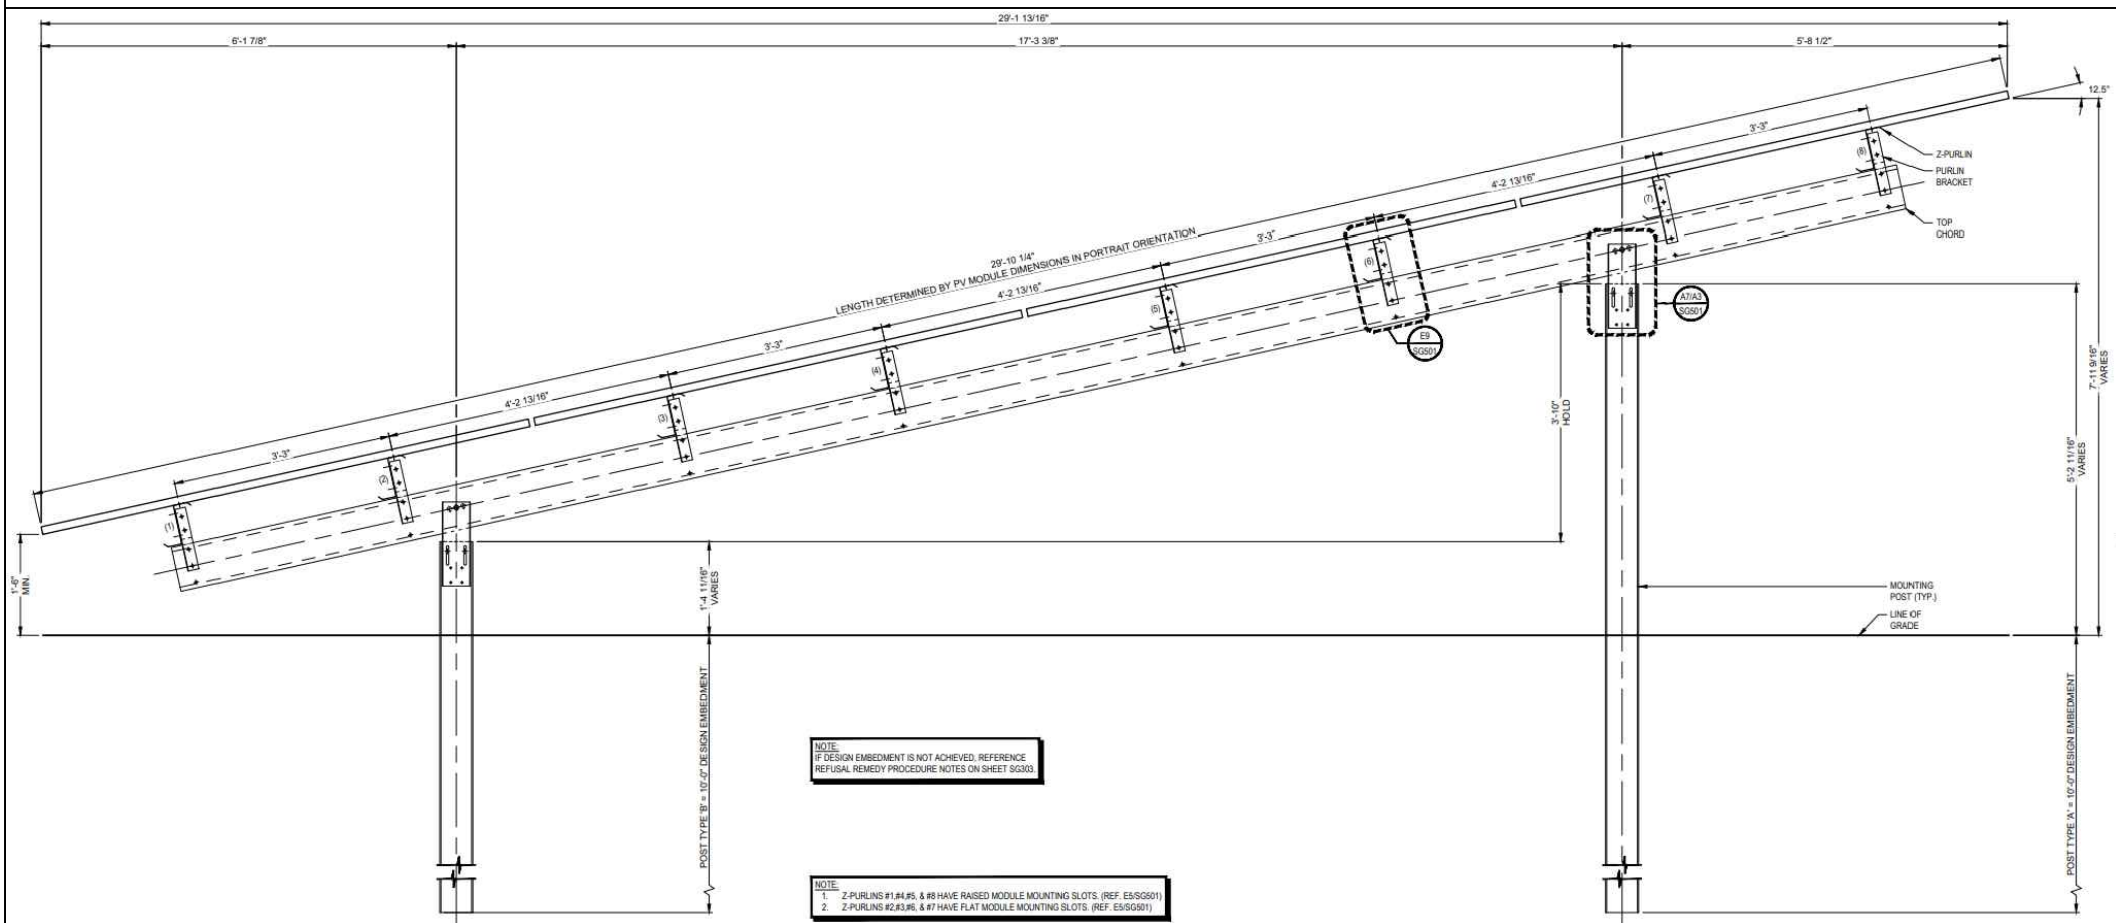 29'-1 13/16"
6'-1 7/8"
17'-3 3/8"
5'-8 1/2"
12.5°
3'-3"
(8)
Z-PURLIN
PURLIN
BRACKET
4'-2 13/16"
(7)
TOP
CHORD
29'-10 1/4"
LENGTH DETERMINED BY PV MODULE DIMENSIONS IN PORTRAIT ORIENTATION
3'-3"
(6)
4'-2 13/16"
(5)
A7/A3
SG501
E9
SG501
3'-3"
(4)
4'-2 13/16"
(3)
3'-3"
(2)
(1)
3'-10"
HOLD
7'-11 9/16"
VARIES
5'-2 11/16"
VARIES
1'-6"
MIN.
1'-4 11/16"
VARIES
MOUNTING
POST (TYP.)
LINE OF
GRADE
POST TYPE 'B' = 10'-0" DESIGN EMBEDMENT
POST TYPE 'A' = 10'-0" DESIGN EMBEDMENT
NOTE:
IF DESIGN EMBEDMENT IS NOT ACHIEVED, REFERENCE
REFUSAL REMEDY PROCEDURE NOTES ON SHEET SG303.
NOTE:
1. Z-PURLINS #1,#4,#5, & #8 HAVE RAISED MODULE MOUNTING SLOTS. (REF. E5/SG501)
2. Z-PURLINS #2,#3,#6, & #7 HAVE FLAT MODULE MOUNTING SLOTS. (REF. E5/SG501)